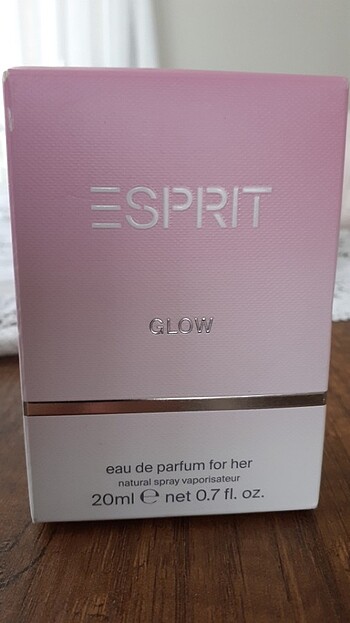 ESPRIT
GLOW
eau de parfum for her
natural spray vaporisateur
20ml ℮ net 0.7 fl. oz.